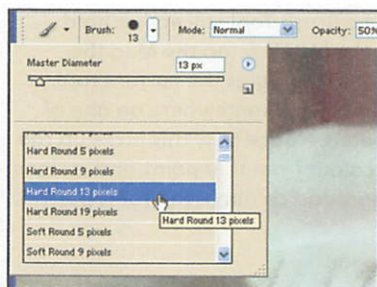 Brush: 13 Mode: Normal Opacity: 50%
Master Diameter 13 px
Hard Round 5 pixels
Hard Round 9 pixels
Hard Round 13 pixels
Hard Round 19 pixels
Hard Round 13 pixels
Soft Round 5 pixels
Soft Round 9 pixels